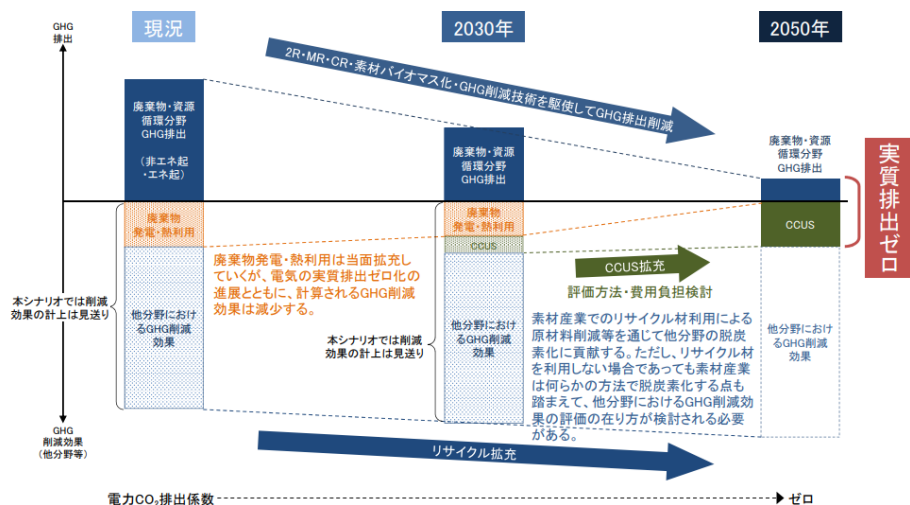 GHG
排出
現況
2030年
2050年
2R・MR・CR・素材バイオマス化・GHG削減技術を駆使してGHG排出削減
廃棄物・資源
循環分野
GHG排出
(非エネ起
・エネ起)
廃棄物・資源
循環分野
GHG排出
廃棄物・資源
循環分野
GHG排出
実質排出ゼロ
廃棄物
発電・熱利用
廃棄物
発電・熱利用
CCUS
CCUS
廃棄物発電・熱利用は当面拡充
していくが、電気の実質排出ゼロ化の
進展とともに、計算されるGHG削減
効果は減少する。
CCUS拡充
評価方法・費用負担検討
本シナリオでは削減
効果の計上は見送り
他分野におけ
るGHG削減
効果
本シナリオでは削減
効果の計上は見送り
他分野におけ
るGHG削減
効果
素材産業でのリサイクル材利用による
原材料削減等を通じて他分野の脱炭
素化に貢献する。ただし、リサイクル材
を利用しない場合であっても素材産業
は何らかの方法で脱炭素化する点も
踏まえて、他分野におけるGHG削減効
果の評価の在り方が検討される必要
がある。
他分野におけ
るGHG削減
効果
GHG
削減効果
(他分野等)
リサイクル拡充
電力CO₂排出係数
ゼロ